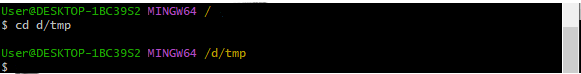 User@DESKTOP-1BC39S2 MINGW64 /
$ cd d/tmp
User@DESKTOP-1BC39S2 MINGW64 /d/tmp
$